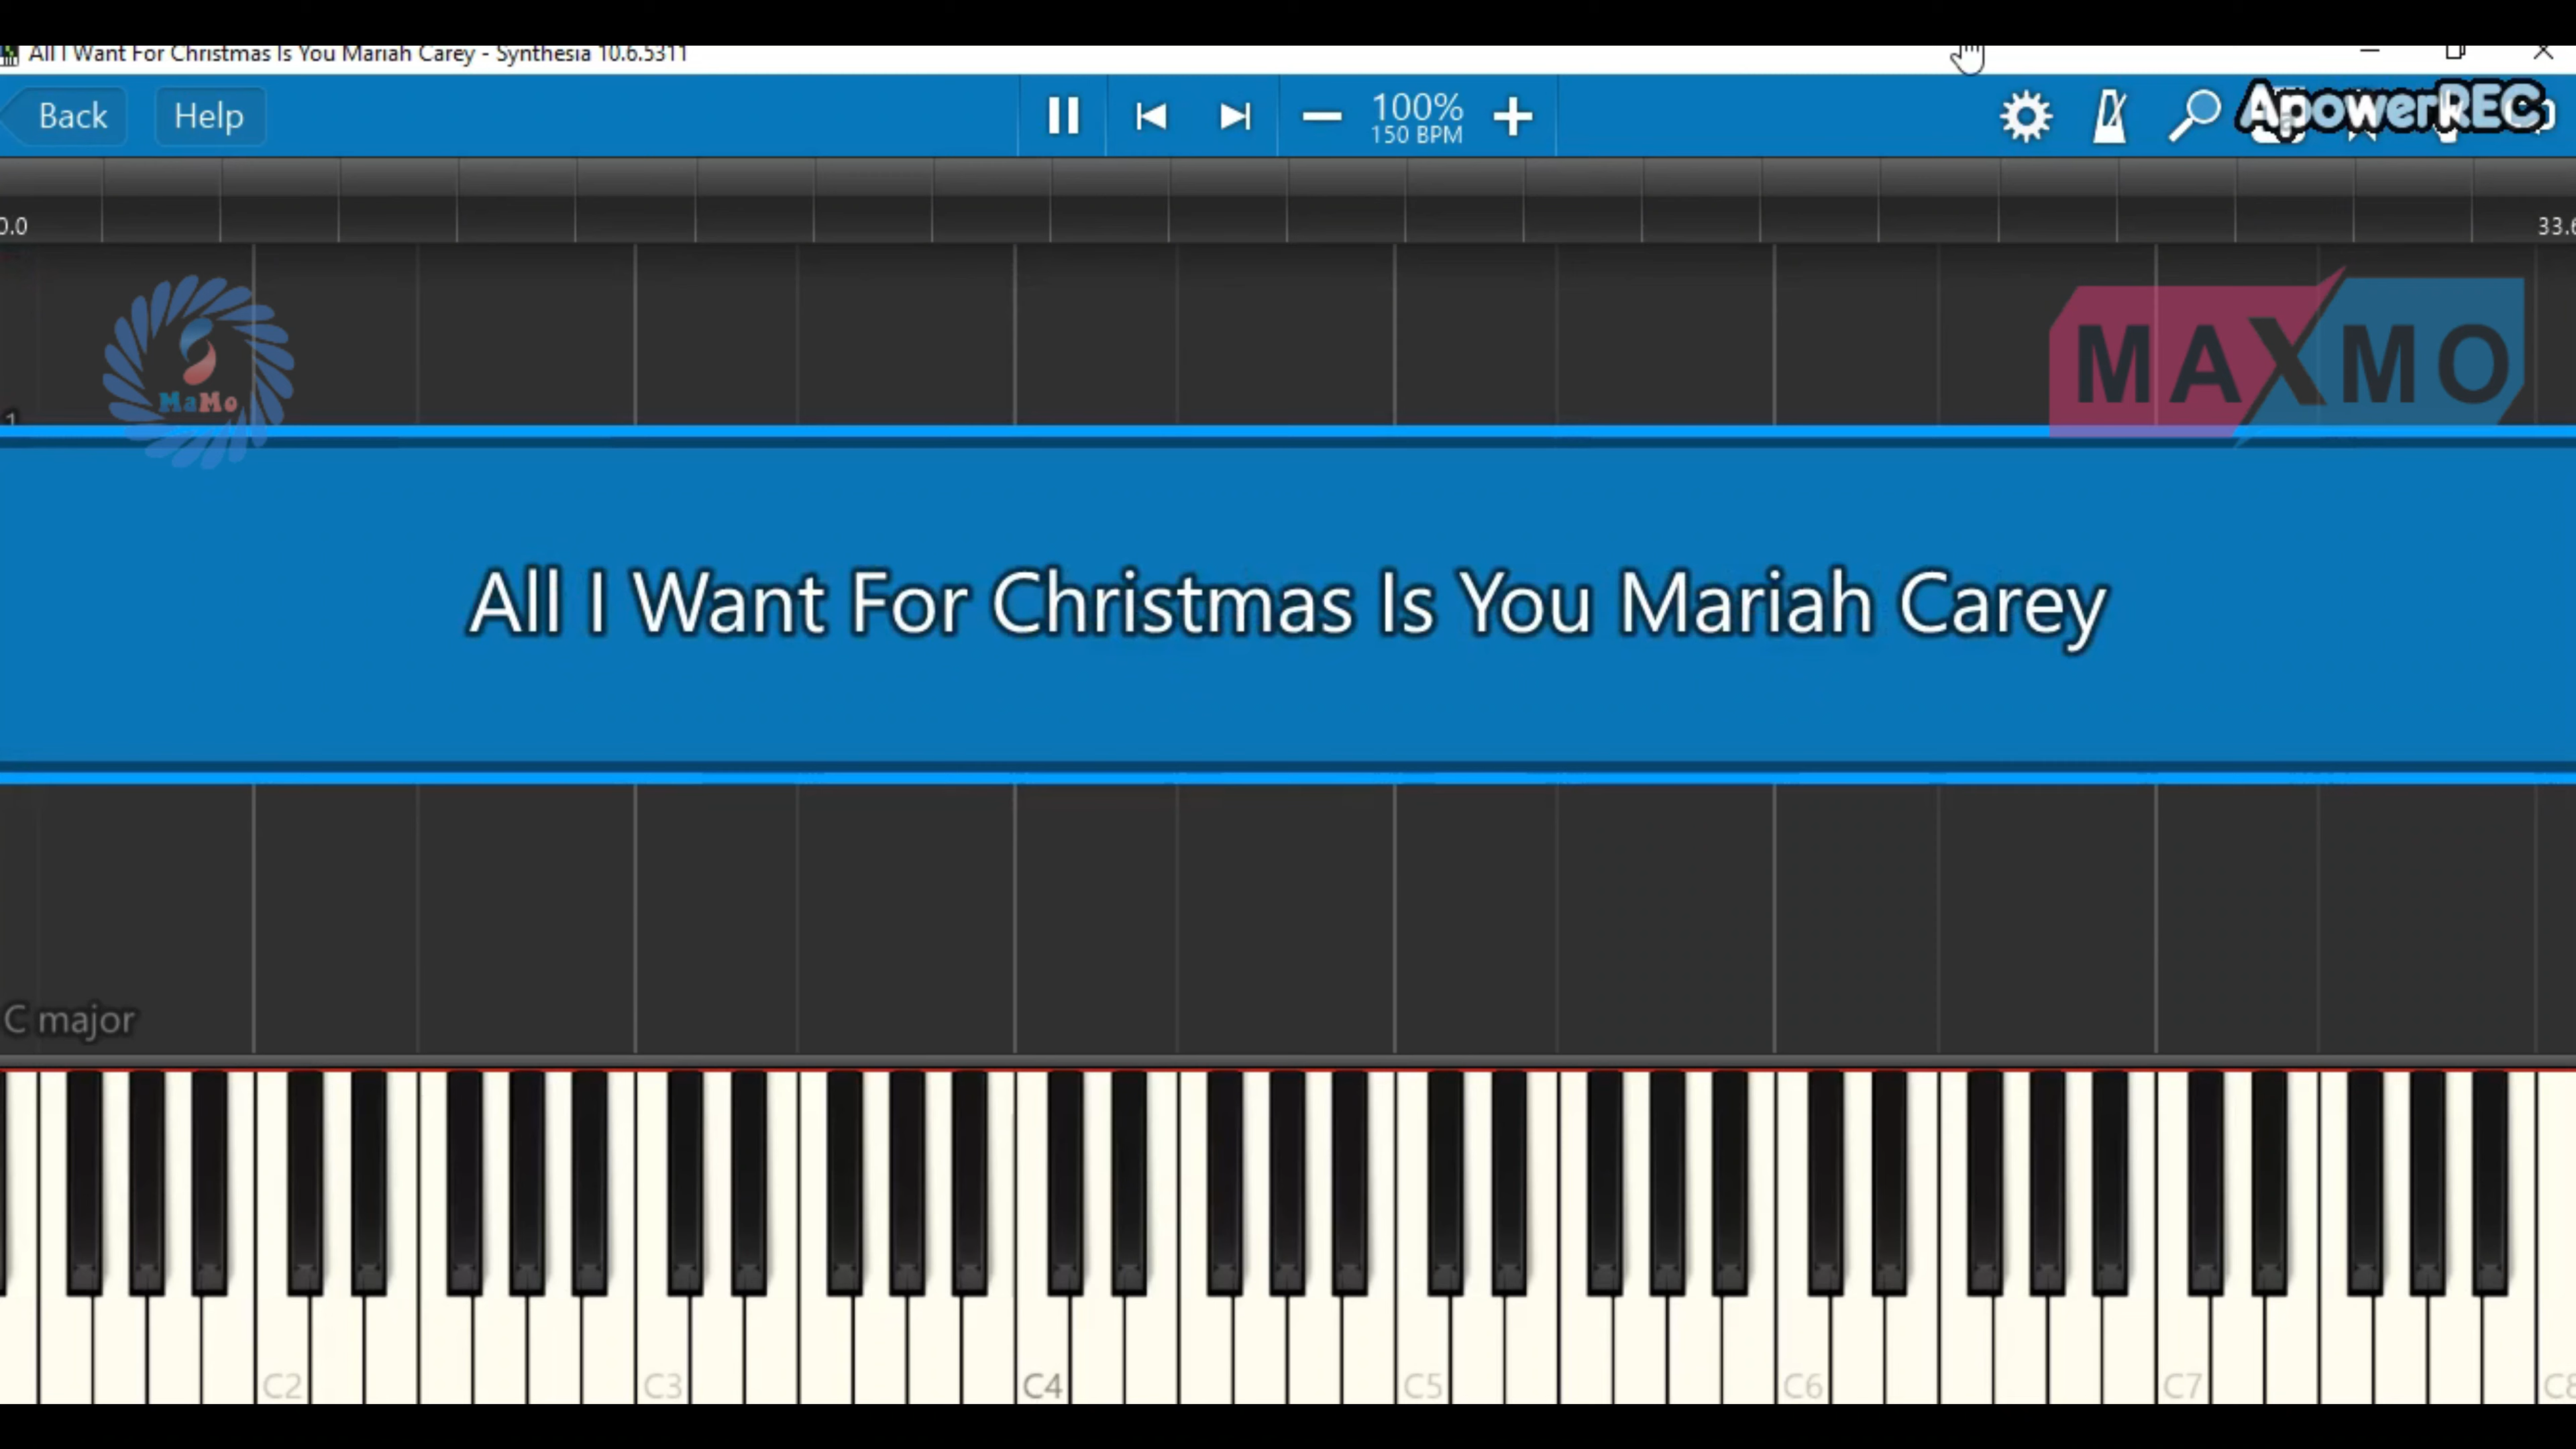 All I Want For Christmas Is You Mariah Carey - Synthesia 10.6.5311
Back
Help
100%
150 BPM
ApowerREC
0.0
33.6
MaMo
MAXMO
1
All I Want For Christmas Is You Mariah Carey
C major
C2
C3
C4
C5
C6
C7
C8